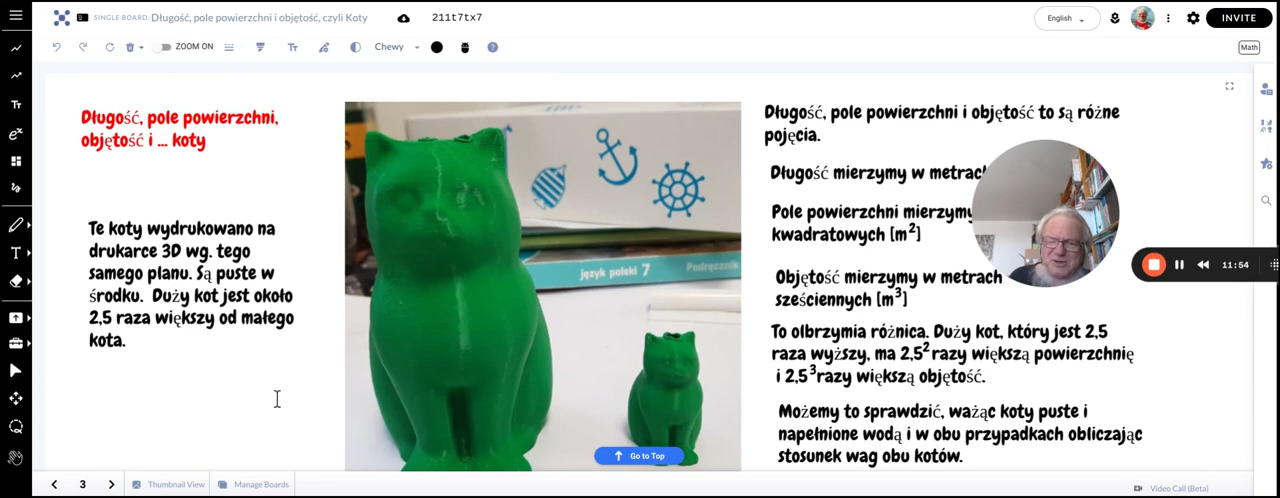 SINGLE BOARD: Długość, pole powierzchni i objętość, czyli Koty
211t7tx7
English
INVITE
ZOOM ON
Chewy
Math
Długość, pole powierzchni,
objętość i ... koty
Te koty wydrukowano na
drukarce 3D wg. tego
samego planu. Są puste w
środku. Duży kot jest około
2,5 raza większy od małego
kota.
język polski 7
Podręcznik
Długość, pole powierzchni i objętość to są różne
pojęcia.
Długość mierzymy w metrach
Pole powierzchni mierzymy
kwadratowych [m²]
Objętość mierzymy w metrach
sześciennych [m³]
To olbrzymia różnica. Duży kot, który jest 2,5
raza wyższy, ma 2,5² razy większą powierzchnię
i 2,5³ razy większą objętość.
Możemy to sprawdzić, ważąc koty puste i
napełnione wodą i w obu przypadkach obliczając
stosunek wag obu kotów.
11:54
Go to Top
3
Thumbnail View
Manage Boards
Video Call (Beta)